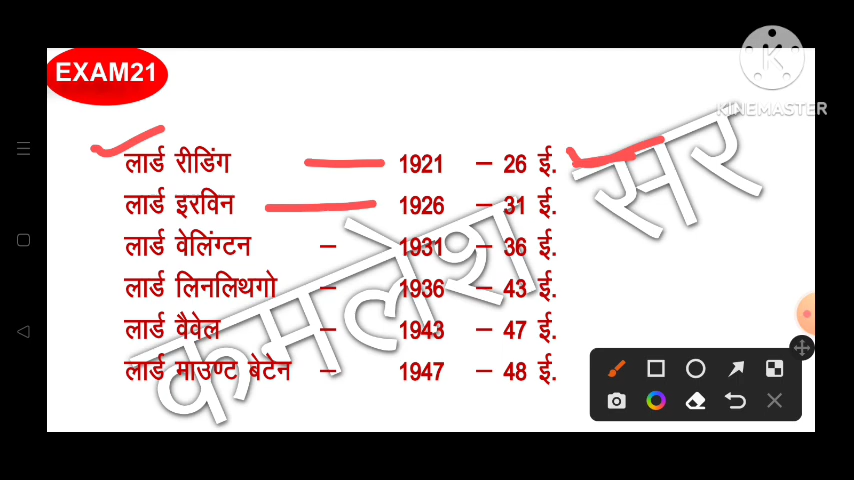 EXAM21
KINEMASTER
लार्ड रीडिंग 1921 – 26 ई.
लार्ड इरविन 1926 – 31 ई.
लार्ड वेलिंग्टन – 1931 – 36 ई.
लार्ड लिनलिथगो – 1936 – 43 ई.
लार्ड वैवेल – 1943 – 47 ई.
लार्ड माउण्ट बेटेन – 1947 – 48 ई.
कमलेश सर